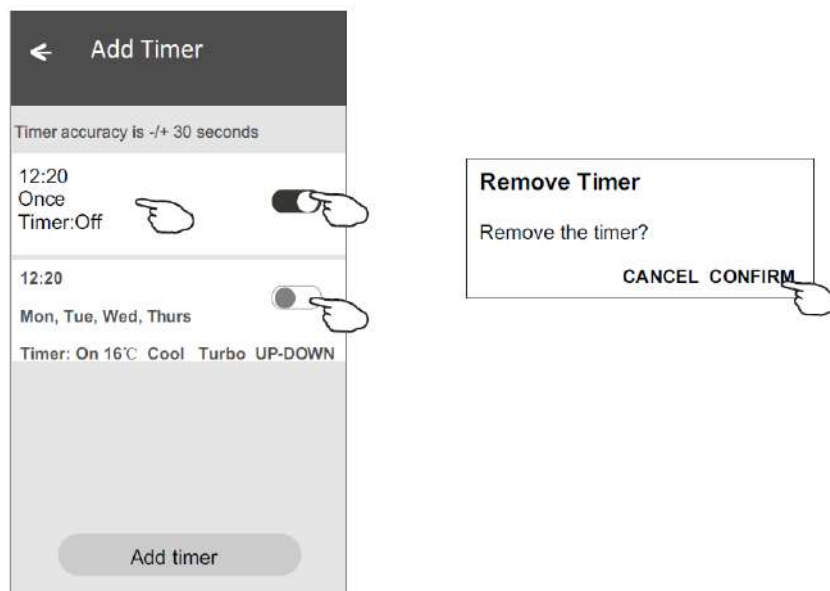 Add Timer
Timer accuracy is -/+ 30 seconds
12:20
Once
Timer:Off
12:20
Mon, Tue, Wed, Thurs
Timer: On 16℃ Cool Turbo UP-DOWN
Add timer
Remove Timer
Remove the timer?
CANCEL CONFIRM